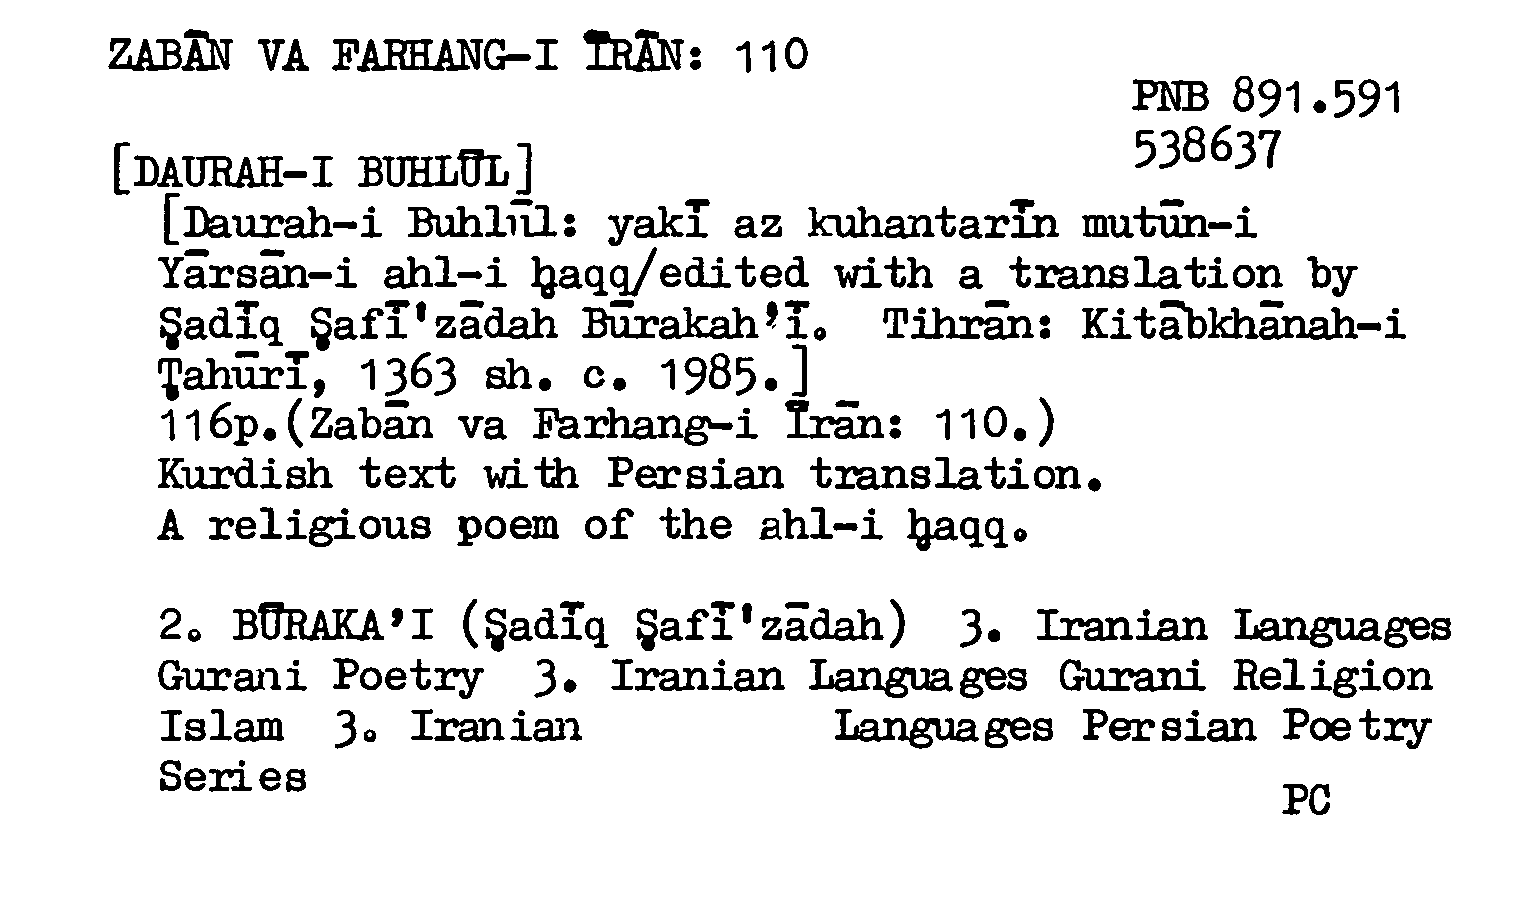 ZABĀN VA FARHANG-I ĪRĀN: 110
PNB 891.591
538637
[DAURAH-I BUHLŪL]
[Daurah-i Buhlūl: yakī az kuhantarīn mutūn-i
Yārsān-i ahl-i ḥaqq/edited with a translation by
Ṣadīq Ṣafī'zādah Būrakah’ī. Tihrān: Kitābkhānah-i
Ṭahūrī, 1363 sh. c. 1985.]
116p.(Zabān va Farhang-i Īrān: 110.)
Kurdish text with Persian translation.
A religious poem of the ahl-i ḥaqq.
2. BŪRAKA’I (Ṣadīq Ṣafī'zādah) 3. Iranian Languages
Gurani Poetry 3. Iranian Languages Gurani Religion
Islam 3. Iranian Languages Persian Poetry
Series
PC